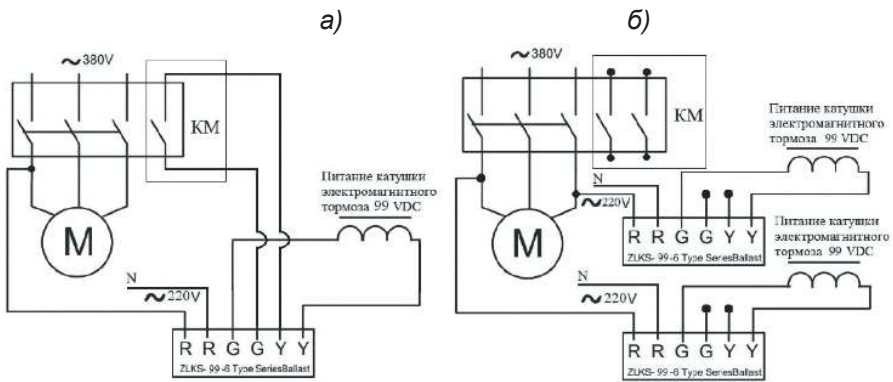 а)
б)
~380V
КМ
Питание катушки
электромагнитного
тормоза 99 VDC
M
N
~220V
R R G G Y Y
ZLKS- 99 -6 Type SeriesBallast
~380V
КМ
Питание катушки
электромагнитного
тормоза 99 VDC
N
~220V
R R G G Y Y
ZLKS- 99 -6 Type SeriesBallast
M
Питание катушки
электромагнитного
тормоза 99 VDC
N
~220V
R R G G Y Y
ZLKS- 99 -6 Type SeriesBallast